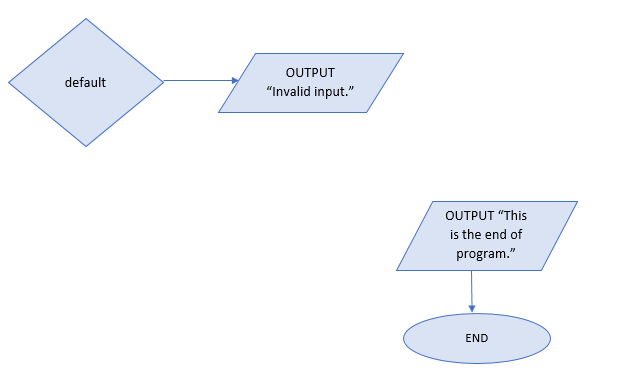 default
OUTPUT
“Invalid input.”
OUTPUT “This
is the end of
program.”
END